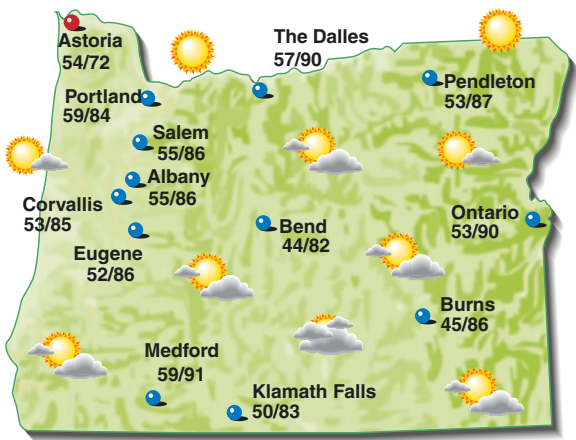 Astoria
54/72
The Dalles
57/90
Pendleton
53/87
Portland
59/84
Salem
55/86
Albany
55/86
Corvallis
53/85
Eugene
52/86
Bend
44/82
Ontario
53/90
Burns
45/86
Medford
59/91
Klamath Falls
50/83